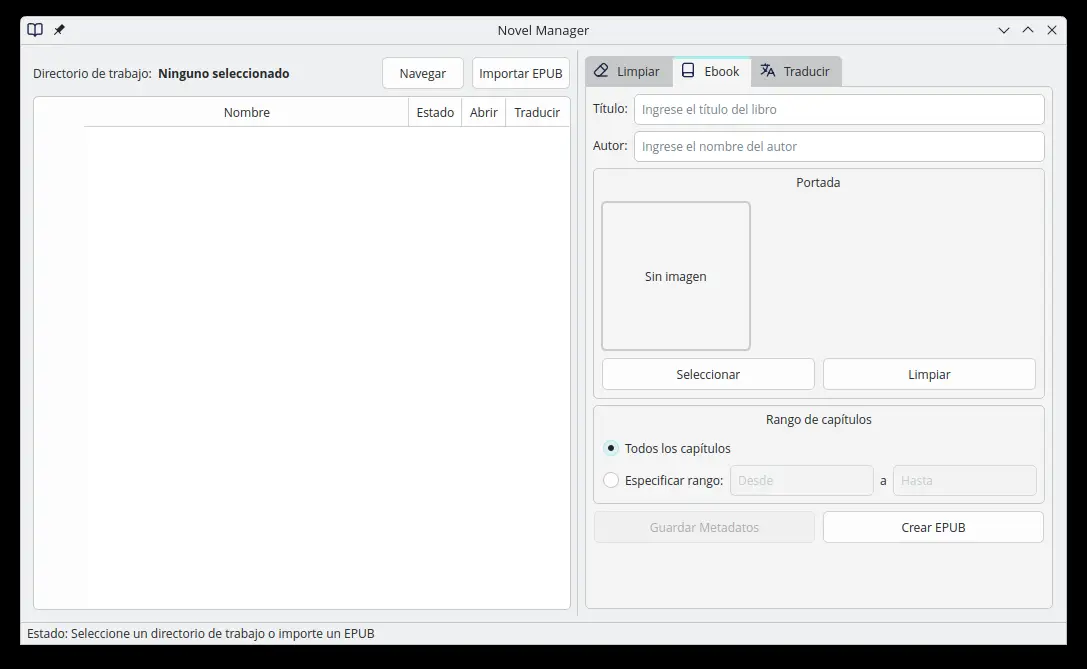 Novel Manager
Directorio de trabajo: Ninguno seleccionado
Navegar
Importar EPUB
Nombre
Estado
Abrir
Traducir
Limpiar
Ebook
Traducir
Título: Ingrese el título del libro
Autor: Ingrese el nombre del autor
Portada
Sin imagen
Seleccionar
Limpiar
Rango de capítulos
Todos los capítulos
Especificar rango: Desde a Hasta
Guardar Metadatos
Crear EPUB
Estado: Seleccione un directorio de trabajo o importe un EPUB